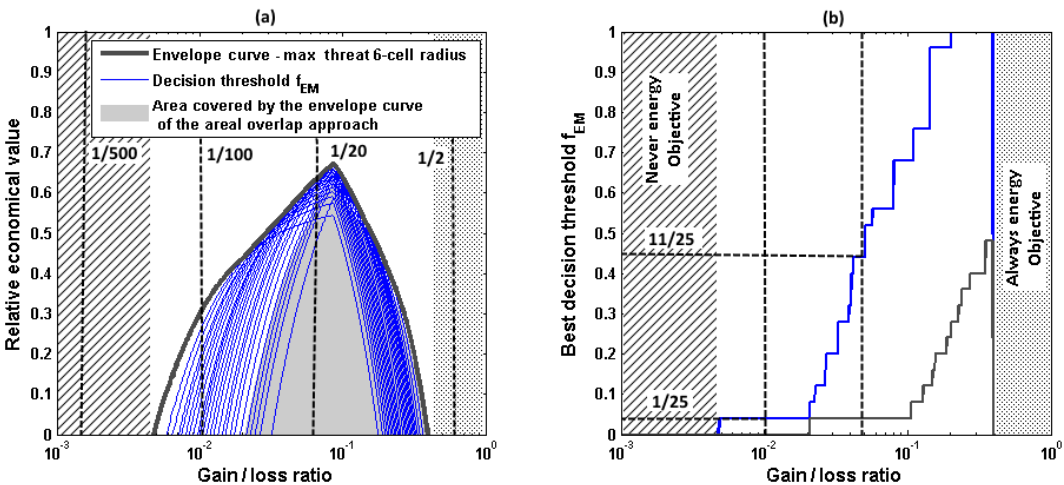 (a)
Relative economical value
1
0.9
0.8
0.7
0.6
0.5
0.4
0.3
0.2
0.1
0
Envelope curve - max threat 6-cell radius
Decision threshold fEM
Area covered by the envelope curve
of the areal overlap approach
1/500
1/100
1/20
1/2
10-3
10-2
10-1
100
Gain / loss ratio
(b)
Best decision threshold fEM
1
0.9
0.8
0.7
0.6
0.5
0.4
0.3
0.2
0.1
0
Never energy
Objective
11/25
1/25
Always energy
Objective
10-3
10-2
10-1
100
Gain / loss ratio